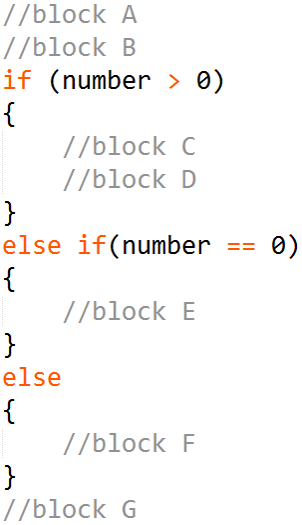 //block A
//block B
if (number > 0)
{
    //block C
    //block D
}
else if(number == 0)
{
    //block E
}
else
{
    //block F
}
//block G